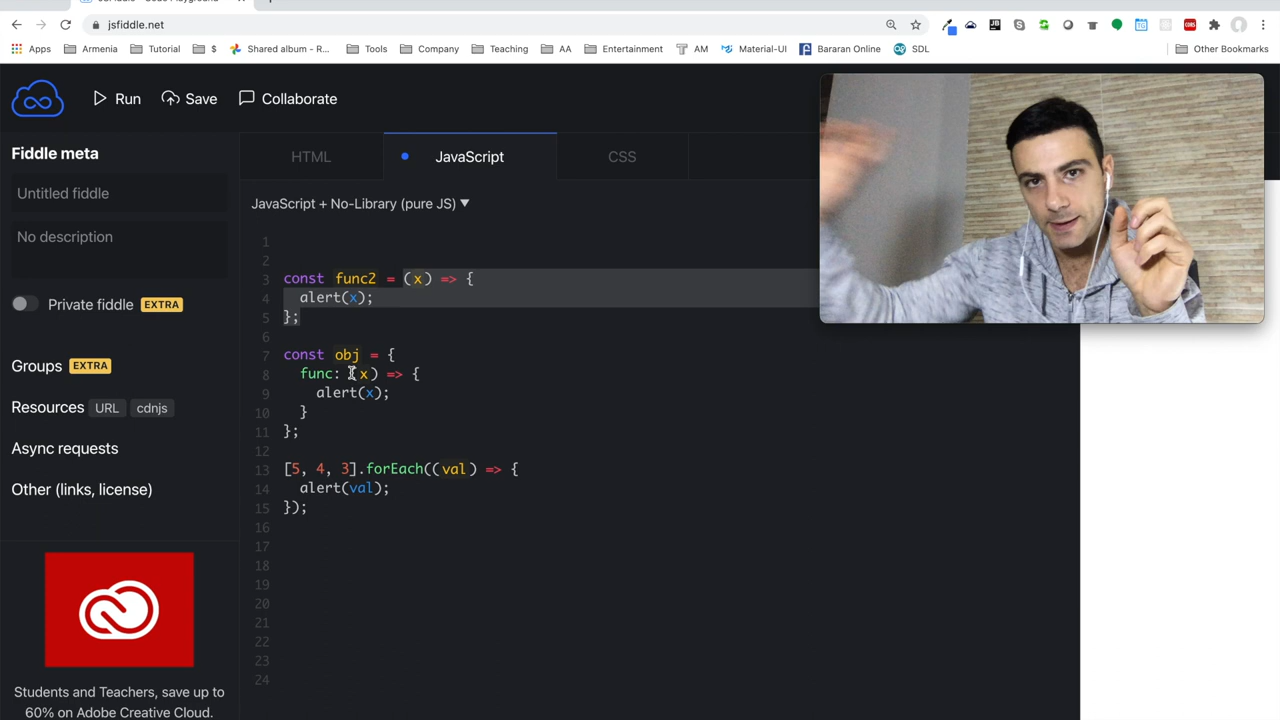 jsfiddle.net
Apps Armenia Tutorial $ Shared album - R... Tools Company Teaching AA Entertainment AM Material-UI Bararan Online SDL Other Bookmarks
Run Save Collaborate
Fiddle meta
Untitled fiddle
No description
Private fiddle EXTRA
Groups EXTRA
Resources URL cdnjs
Async requests
Other (links, license)
Students and Teachers, save up to
60% on Adobe Creative Cloud.
HTML JavaScript CSS
JavaScript + No-Library (pure JS) ▼
1
2
3 const func2 = (x) => {
4 alert(x);
5 };
6
7 const obj = {
8 func: (x) => {
9 alert(x);
10 }
11 };
12
13 [5, 4, 3].forEach((val) => {
14 alert(val);
15 });
16
17
18
19
20
21
22
23
24